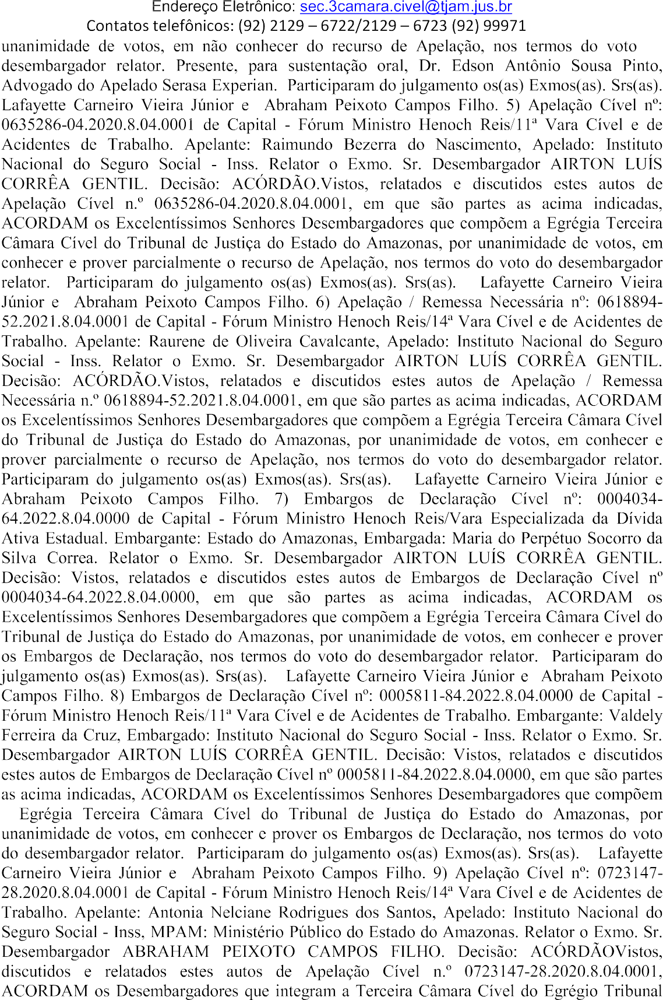 Endereço Eletrônico: sec.3camara.civel@tjam.jus.br
Contatos telefônicos: (92) 2129 – 6722/2129 – 6723 (92) 99971
unanimidade de votos, em não conhecer do recurso de Apelação, nos termos do voto
desembargador relator. Presente, para sustentação oral, Dr. Edson Antônio Sousa Pinto,
Advogado do Apelado Serasa Experian. Participaram do julgamento os(as) Exmos(as). Srs(as).
Lafayette Carneiro Vieira Júnior e Abraham Peixoto Campos Filho. 5) Apelação Cível nº:
0635286-04.2020.8.04.0001 de Capital - Fórum Ministro Henoch Reis/11ª Vara Cível e de
Acidentes de Trabalho. Apelante: Raimundo Bezerra do Nascimento, Apelado: Instituto
Nacional do Seguro Social - Inss. Relator o Exmo. Sr. Desembargador AIRTON LUÍS
CORRÊA GENTIL. Decisão: ACÓRDÃO.Vistos, relatados e discutidos estes autos de
Apelação Cível n.º 0635286-04.2020.8.04.0001, em que são partes as acima indicadas,
ACORDAM os Excelentíssimos Senhores Desembargadores que compõem a Egrégia Terceira
Câmara Cível do Tribunal de Justiça do Estado do Amazonas, por unanimidade de votos, em
conhecer e prover parcialmente o recurso de Apelação, nos termos do voto do desembargador
relator. Participaram do julgamento os(as) Exmos(as). Srs(as). Lafayette Carneiro Vieira
Júnior e Abraham Peixoto Campos Filho. 6) Apelação / Remessa Necessária nº: 0618894-
52.2021.8.04.0001 de Capital - Fórum Ministro Henoch Reis/14ª Vara Cível e de Acidentes de
Trabalho. Apelante: Raurene de Oliveira Cavalcante, Apelado: Instituto Nacional do Seguro
Social - Inss. Relator o Exmo. Sr. Desembargador AIRTON LUÍS CORRÊA GENTIL.
Decisão: ACÓRDÃO.Vistos, relatados e discutidos estes autos de Apelação / Remessa
Necessária n.º 0618894-52.2021.8.04.0001, em que são partes as acima indicadas, ACORDAM
os Excelentíssimos Senhores Desembargadores que compõem a Egrégia Terceira Câmara Cível
do Tribunal de Justiça do Estado do Amazonas, por unanimidade de votos, em conhecer e
prover parcialmente o recurso de Apelação, nos termos do voto do desembargador relator.
Participaram do julgamento os(as) Exmos(as). Srs(as). Lafayette Carneiro Vieira Júnior e
Abraham Peixoto Campos Filho. 7) Embargos de Declaração Cível nº: 0004034-
64.2022.8.04.0000 de Capital - Fórum Ministro Henoch Reis/Vara Especializada da Dívida
Ativa Estadual. Embargante: Estado do Amazonas, Embargada: Maria do Perpétuo Socorro da
Silva Correa. Relator o Exmo. Sr. Desembargador AIRTON LUÍS CORRÊA GENTIL.
Decisão: Vistos, relatados e discutidos estes autos de Embargos de Declaração Cível nº
0004034-64.2022.8.04.0000, em que são partes as acima indicadas, ACORDAM os
Excelentíssimos Senhores Desembargadores que compõem a Egrégia Terceira Câmara Cível do
Tribunal de Justiça do Estado do Amazonas, por unanimidade de votos, em conhecer e prover
os Embargos de Declaração, nos termos do voto do desembargador relator. Participaram do
julgamento os(as) Exmos(as). Srs(as). Lafayette Carneiro Vieira Júnior e Abraham Peixoto
Campos Filho. 8) Embargos de Declaração Cível nº: 0005811-84.2022.8.04.0000 de Capital -
Fórum Ministro Henoch Reis/11ª Vara Cível e de Acidentes de Trabalho. Embargante: Valdely
Ferreira da Cruz, Embargado: Instituto Nacional do Seguro Social - Inss. Relator o Exmo. Sr.
Desembargador AIRTON LUÍS CORRÊA GENTIL. Decisão: Vistos, relatados e discutidos
estes autos de Embargos de Declaração Cível nº 0005811-84.2022.8.04.0000, em que são partes
as acima indicadas, ACORDAM os Excelentíssimos Senhores Desembargadores que compõem
Egrégia Terceira Câmara Cível do Tribunal de Justiça do Estado do Amazonas, por
unanimidade de votos, em conhecer e prover os Embargos de Declaração, nos termos do voto
do desembargador relator. Participaram do julgamento os(as) Exmos(as). Srs(as). Lafayette
Carneiro Vieira Júnior e Abraham Peixoto Campos Filho. 9) Apelação Cível nº: 0723147-
28.2020.8.04.0001 de Capital - Fórum Ministro Henoch Reis/14ª Vara Cível e de Acidentes de
Trabalho. Apelante: Antonia Nelciane Rodrigues dos Santos, Apelado: Instituto Nacional do
Seguro Social - Inss, MPAM: Ministério Público do Estado do Amazonas. Relator o Exmo. Sr.
Desembargador ABRAHAM PEIXOTO CAMPOS FILHO. Decisão: ACÓRDÃOVistos,
discutidos e relatados estes autos de Apelação Cível n.º 0723147-28.2020.8.04.0001,
ACORDAM os Desembargadores que integram a Terceira Câmara Cível do Egrégio Tribunal